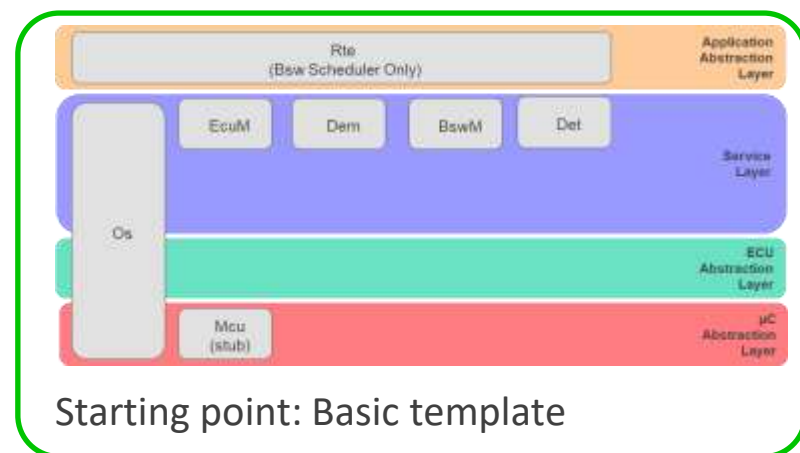 Rte
(Bsw Scheduler Only)
Application
Abstraction
Layer
EcuM
Dem
BswM
Det
Service
Layer
Os
ECU
Abstraction
Layer
Mcu
(stub)
µC
Abstraction
Layer
Starting point: Basic template